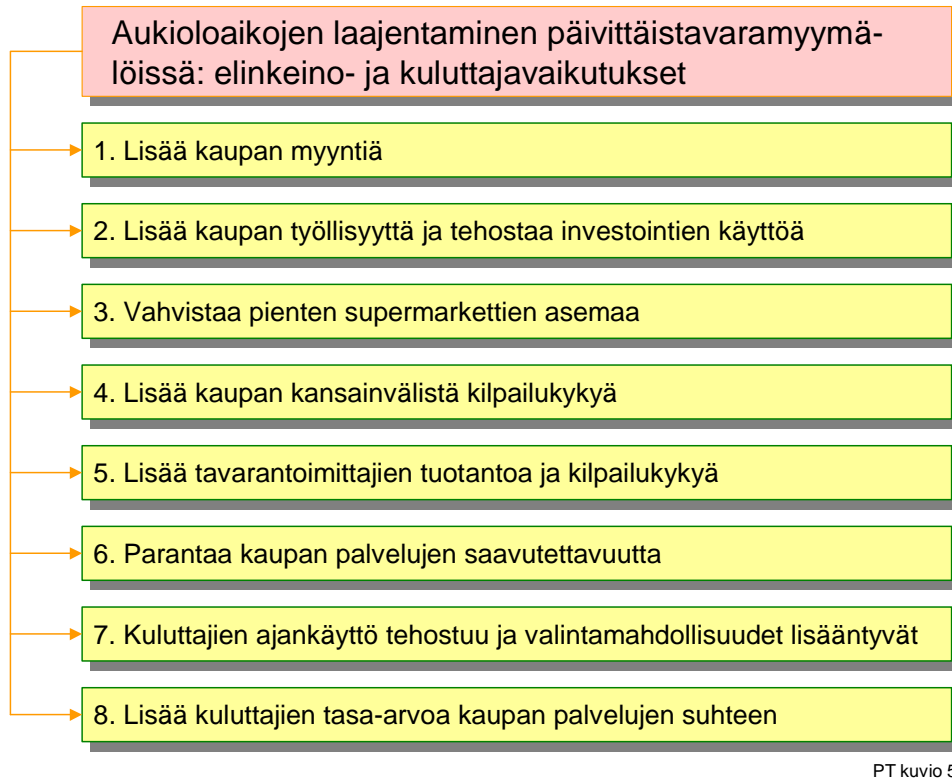 Aukioloaikojen laajentaminen päivittäistavaramyymä-
löissä: elinkeino- ja kuluttajavaikutukset
1. Lisää kaupan myyntiä
2. Lisää kaupan työllisyyttä ja tehostaa investointien käyttöä
3. Vahvistaa pienten supermarkettien asemaa
4. Lisää kaupan kansainvälistä kilpailukykyä
5. Lisää tavarantoimittajien tuotantoa ja kilpailukykyä
6. Parantaa kaupan palvelujen saavutettavuutta
7. Kuluttajien ajankäyttö tehostuu ja valintamahdollisuudet lisääntyvät
8. Lisää kuluttajien tasa-arvoa kaupan palvelujen suhteen
PT kuvio 5